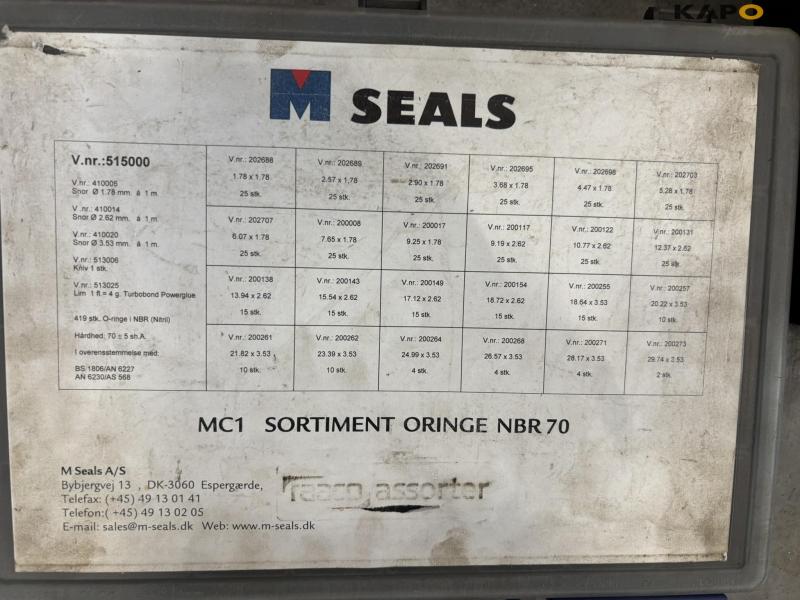 KAPO
M SEALS
V.nr.:515000
V.nr.: 410005
Snor Ø 1.78 mm. á 1 m.
V.nr.: 410014
Snor Ø 2.62 mm. á 1 m.
V.nr.: 410020
Snor Ø 3.53 mm. á 1 m.
V.nr.: 513006
Kniv 1 stk.
V.nr.: 513025
Lim 1 fl = 4 g. Turbobond Powerglue
419 stk. O-ringe i NBR (Nitril)
Hårdhed: 70 ± 5 sh.A.
I overensstemmelse med:
BS 1806/AN 6227
AN 6230/AS 568
V.nr.: 202688 V.nr.: 202689 V.nr.: 202691 V.nr.: 202695 V.nr.: 202698 V.nr.: 202703
1.78 x 1.78 2.57 x 1.78 2.90 x 1.78 3.68 x 1.78 4.47 x 1.78 5.28 x 1.78
25 stk. 25 stk. 25 stk. 25 stk. 25 stk. 25 stk.
V.nr.: 202707 V.nr.: 200008 V.nr.: 200017 V.nr.: 200117 V.nr.: 200122 V.nr.: 200131
6.07 x 1.78 7.65 x 1.78 9.25 x 1.78 9.19 x 2.62 10.77 x 2.62 12.37 x 2.62
25 stk. 25 stk. 25 stk. 25 stk. 25 stk. 25 stk.
V.nr.: 200138 V.nr.: 200143 V.nr.: 200149 V.nr.: 200154 V.nr.: 200255 V.nr.: 200257
13.94 x 2.62 15.54 x 2.62 17.12 x 2.62 18.72 x 2.62 18.64 x 3.53 20.22 x 3.53
15 stk. 15 stk. 15 stk. 15 stk. 15 stk. 10 stk.
V.nr.: 200261 V.nr.: 200262 V.nr.: 200264 V.nr.: 200268 V.nr.: 200271 V.nr.: 200273
21.82 x 3.53 23.39 x 3.53 24.99 x 3.53 26.57 x 3.53 28.17 x 3.53 29.74 x 3.53
10 stk. 10 stk. 4 stk. 4 stk. 4 stk. 2 stk.
MC1 SORTIMENT ORINGE NBR 70
M Seals A/S
Bybjergvej 13 , DK-3060 Espergærde,
Telefax: (+45) 49 13 01 41
Telefon:( +45) 49 13 02 05
E-mail: sales@m-seals.dk Web: www.m-seals.dk
raaco assorter